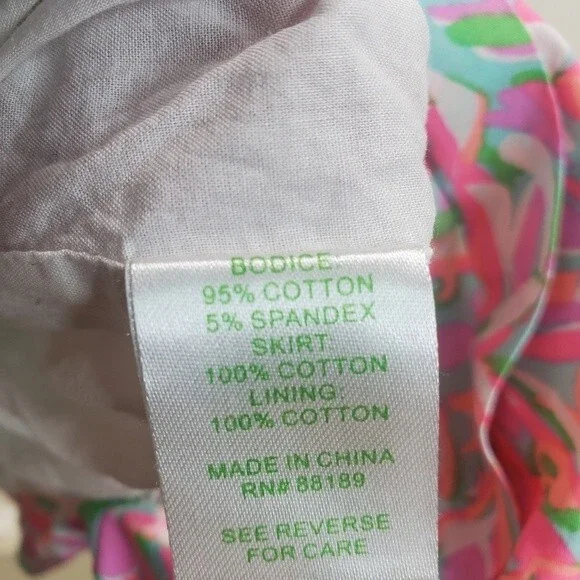 BODICE:
95% COTTON
5% SPANDEX
SKIRT:
100% COTTON
LINING:
100% COTTON
MADE IN CHINA
RN# 88189
SEE REVERSE
FOR CARE